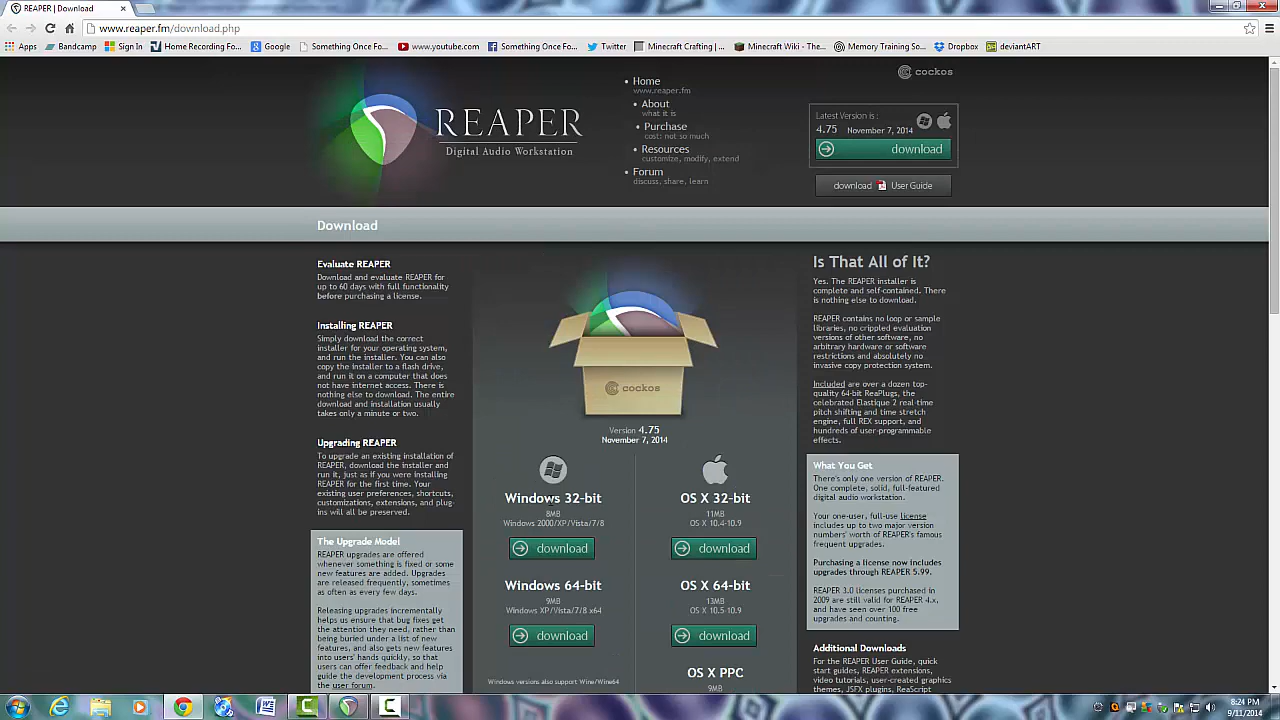 REAPER | Download
www.reaper.fm/download.php
Apps
Bandcamp
Sign In
Home Recording Fo...
Google
Something Once Fo...
www.youtube.com
Something Once Fo...
Twitter
Minecraft Crafting |...
Minecraft Wiki - The...
Memory Training So...
Dropbox
deviantART
REAPER
Digital Audio Workstation
Home
www.reaper.fm
About
what it is
Purchase
cost: not so much
Resources
customize, modify, extend
Forum
discuss, share, learn
cockos
Latest Version is :
4.75 November 7, 2014
download
download User Guide
Download
Evaluate REAPER
Download and evaluate REAPER for
up to 60 days with full functionality
before purchasing a license.
Installing REAPER
Simply download the correct
installer for your operating system,
and run the installer. You can also
copy the installer to a flash drive,
and run it on a computer that does
not have internet access. There is
nothing else to download. The entire
download and installation usually
takes only a minute or two.
Upgrading REAPER
To upgrade an existing installation of
REAPER, download the installer and
run it, just as if you were installing
REAPER for the first time. Your
existing user preferences, shortcuts,
customizations, extensions, and plug-
ins will all be preserved.
The Upgrade Model
REAPER upgrades are offered
whenever something is fixed or some
new features are added. Upgrades
are released frequently, sometimes
as often as every few days.
Releasing upgrades incrementally
helps us ensure that bug fixes get
the attention they need, rather than
being buried under a list of new
features, and also gets new features
into users' hands quickly, so that
users can offer feedback and help
guide the development process via
the user forum.
cockos
Version 4.75
November 7, 2014
Windows 32-bit
8MB
Windows 2000/XP/Vista/7/8
download
Windows 64-bit
9MB
Windows XP/Vista/7/8 x64
download
Windows versions also support Wine/Wine64
OS X 32-bit
11MB
OS X 10.4-10.9
download
OS X 64-bit
13MB
OS X 10.5-10.9
download
OS X PPC
9MB
Is That All of It?
Yes. The REAPER installer is
complete and self-contained. There
is nothing else to download.
REAPER contains no loop or sample
libraries, no crippled evaluation
versions of other software, no
arbitrary hardware or software
restrictions and absolutely no
invasive copy protection system.
Included are over a dozen top-
quality 64-bit ReaPlugs, the
celebrated Elastique 2 real-time
pitch shifting and time stretch
engine, full REX support, and
hundreds of user-programmable
effects.
What You Get
There's only one version of REAPER.
One complete, solid, full-featured
digital audio workstation.
Your one-user, full-use license
includes up to two major version
numbers' worth of REAPER's famous
frequent upgrades.
Purchasing a license now includes
upgrades through REAPER 5.99.
REAPER 3.0 licenses purchased in
2009 are still valid for REAPER 4.x,
and have seen over 100 free
upgrades and counting.
Additional Downloads
For the REAPER User Guide, quick
start guides, REAPER extensions,
video tutorials, user-created graphics
themes, JSFX plugins, ReaScript
8:24 PM
9/11/2014